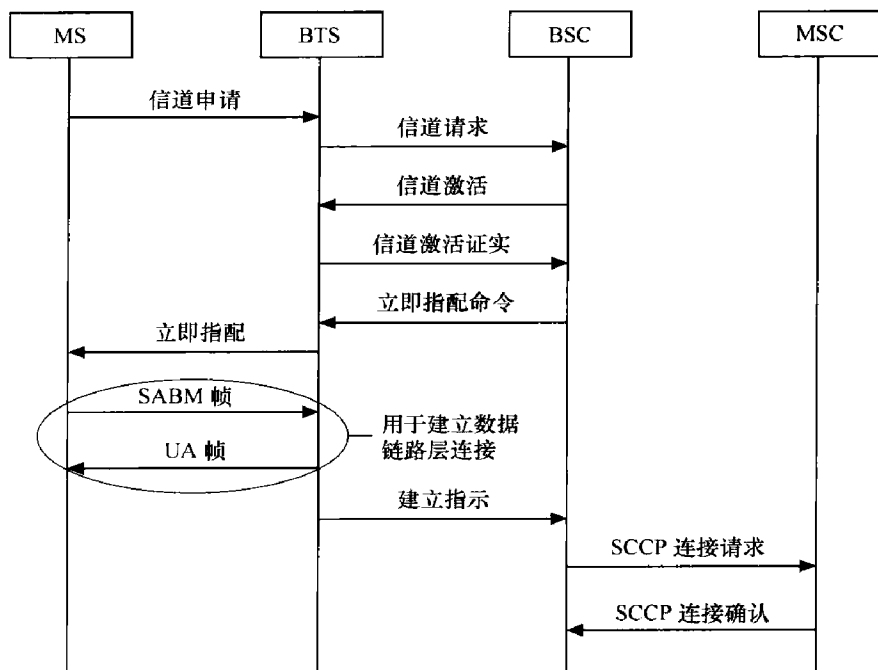 MS
BTS
BSC
MSC
信道申请
信道请求
信道激活
信道激活证实
立即指配命令
立即指配
SABM 帧
用于建立数据
链路层连接
UA 帧
建立指示
SCCP 连接请求
SCCP 连接确认